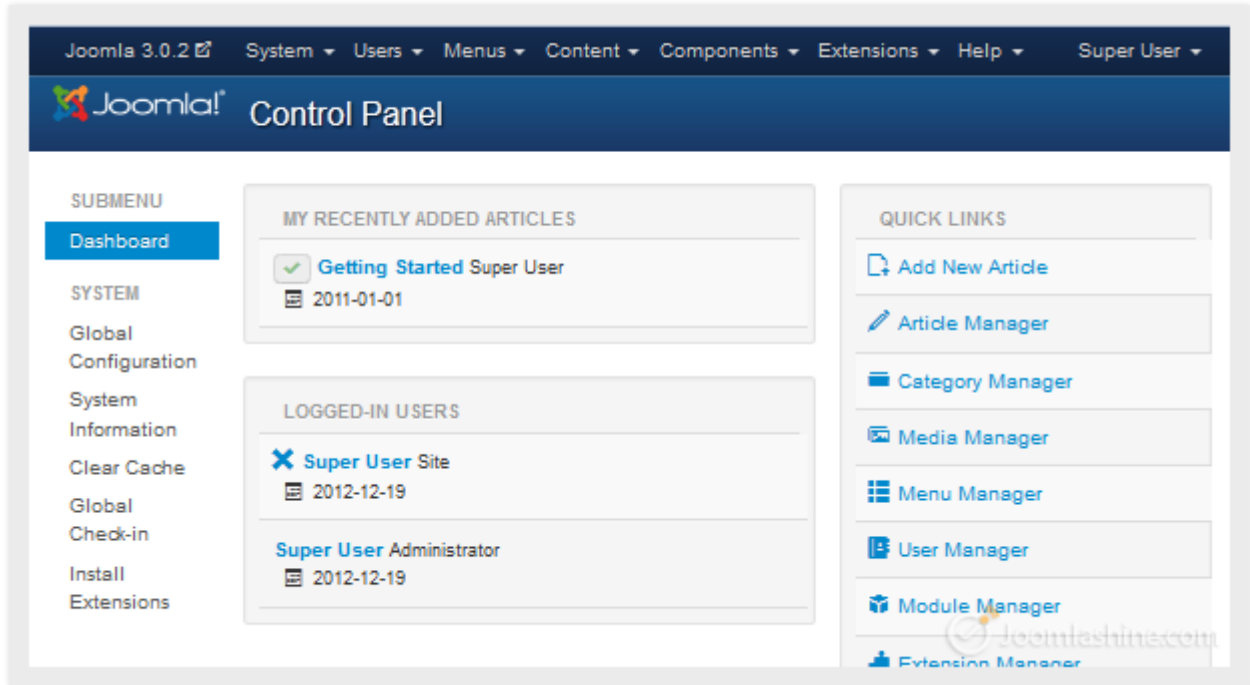 Joomla 3.0.2 System Users Menus Content Components Extensions Help Super User
Joomla!
Control Panel
SUBMENU
Dashboard
SYSTEM
Global
Configuration
System
Information
Clear Cache
Global
Check-in
Install
Extensions
MY RECENTLY ADDED ARTICLES
Getting Started Super User
2011-01-01
LOGGED-IN USERS
Super User Site
2012-12-19
Super User Administrator
2012-12-19
QUICK LINKS
Add New Article
Article Manager
Category Manager
Media Manager
Menu Manager
User Manager
Module Manager
Extension Manager
Joomlashine.com